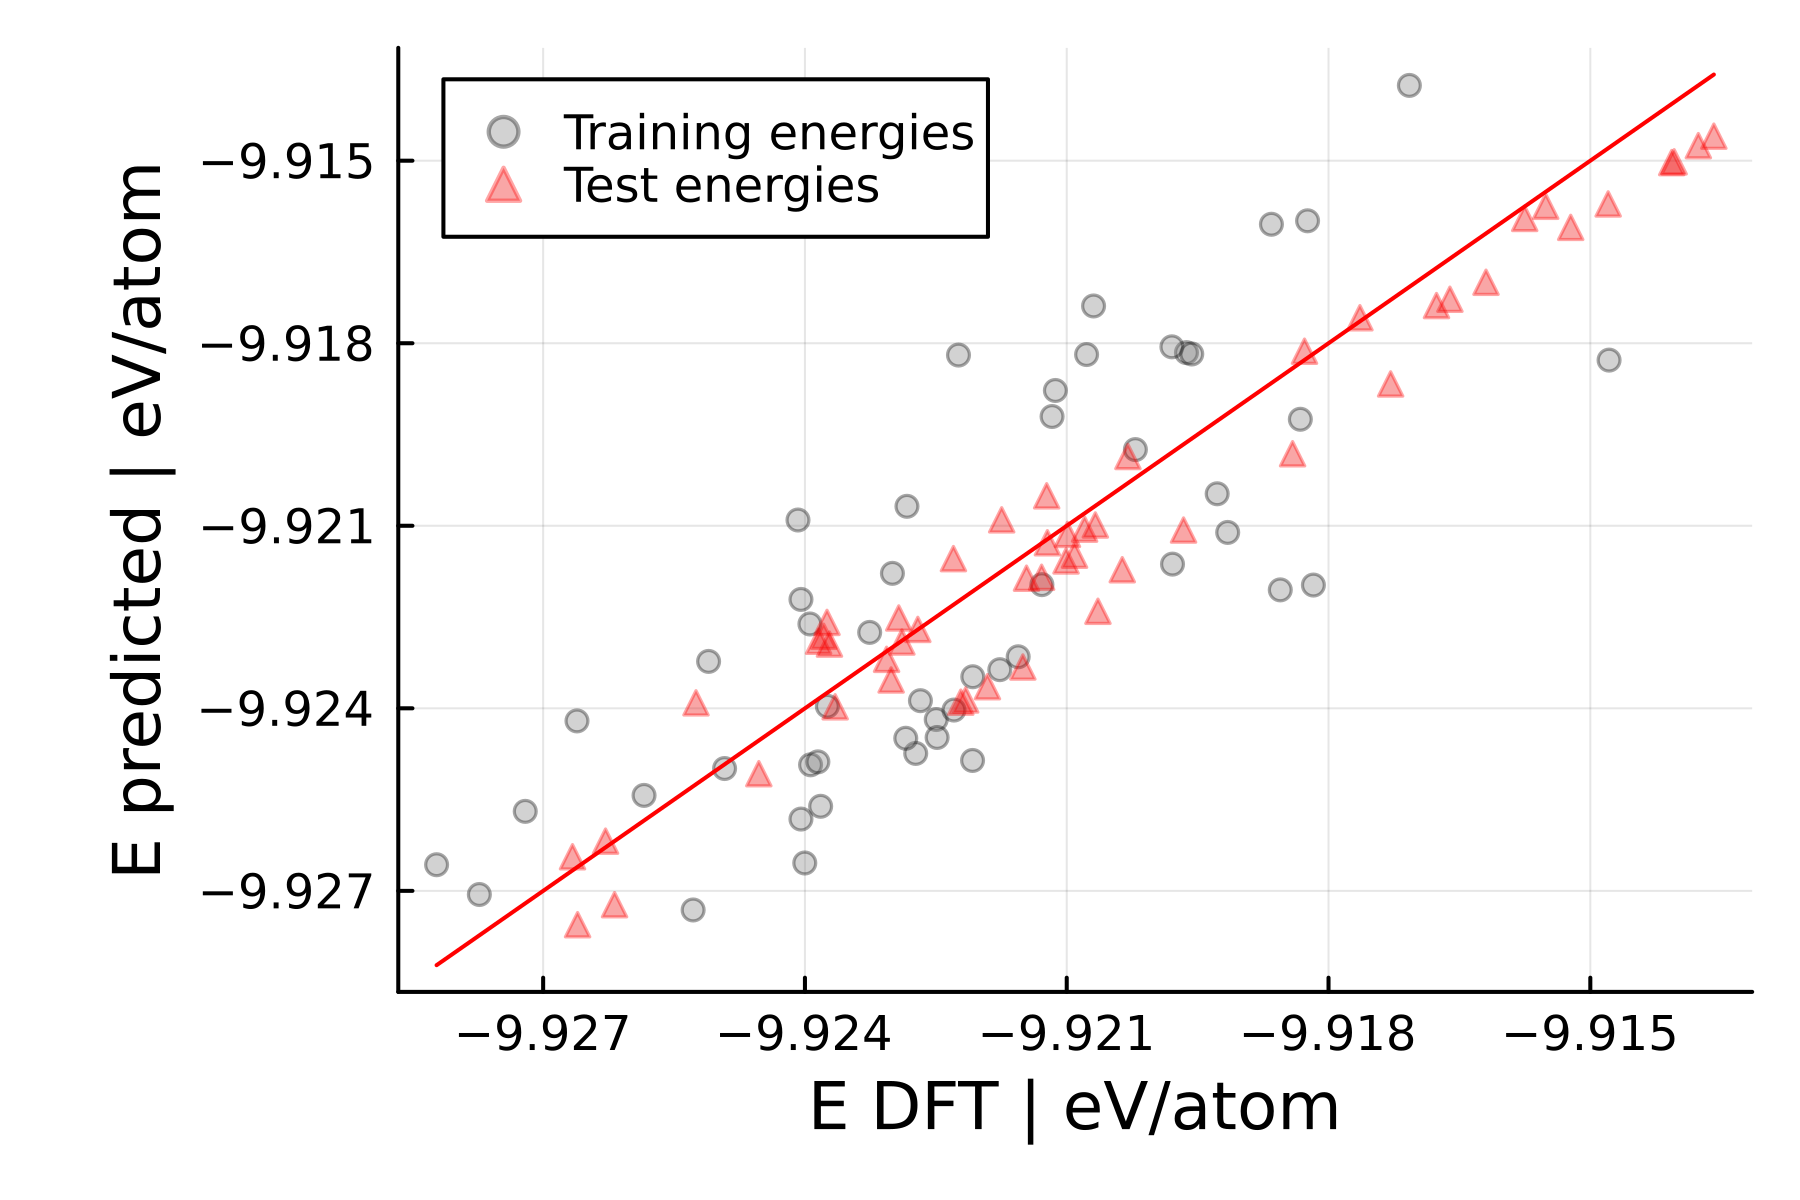 Training energies
Test energies
E predicted | eV/atom
−9.915
−9.918
−9.921
−9.924
−9.927
−9.927
−9.924
−9.921
−9.918
−9.915
E DFT | eV/atom